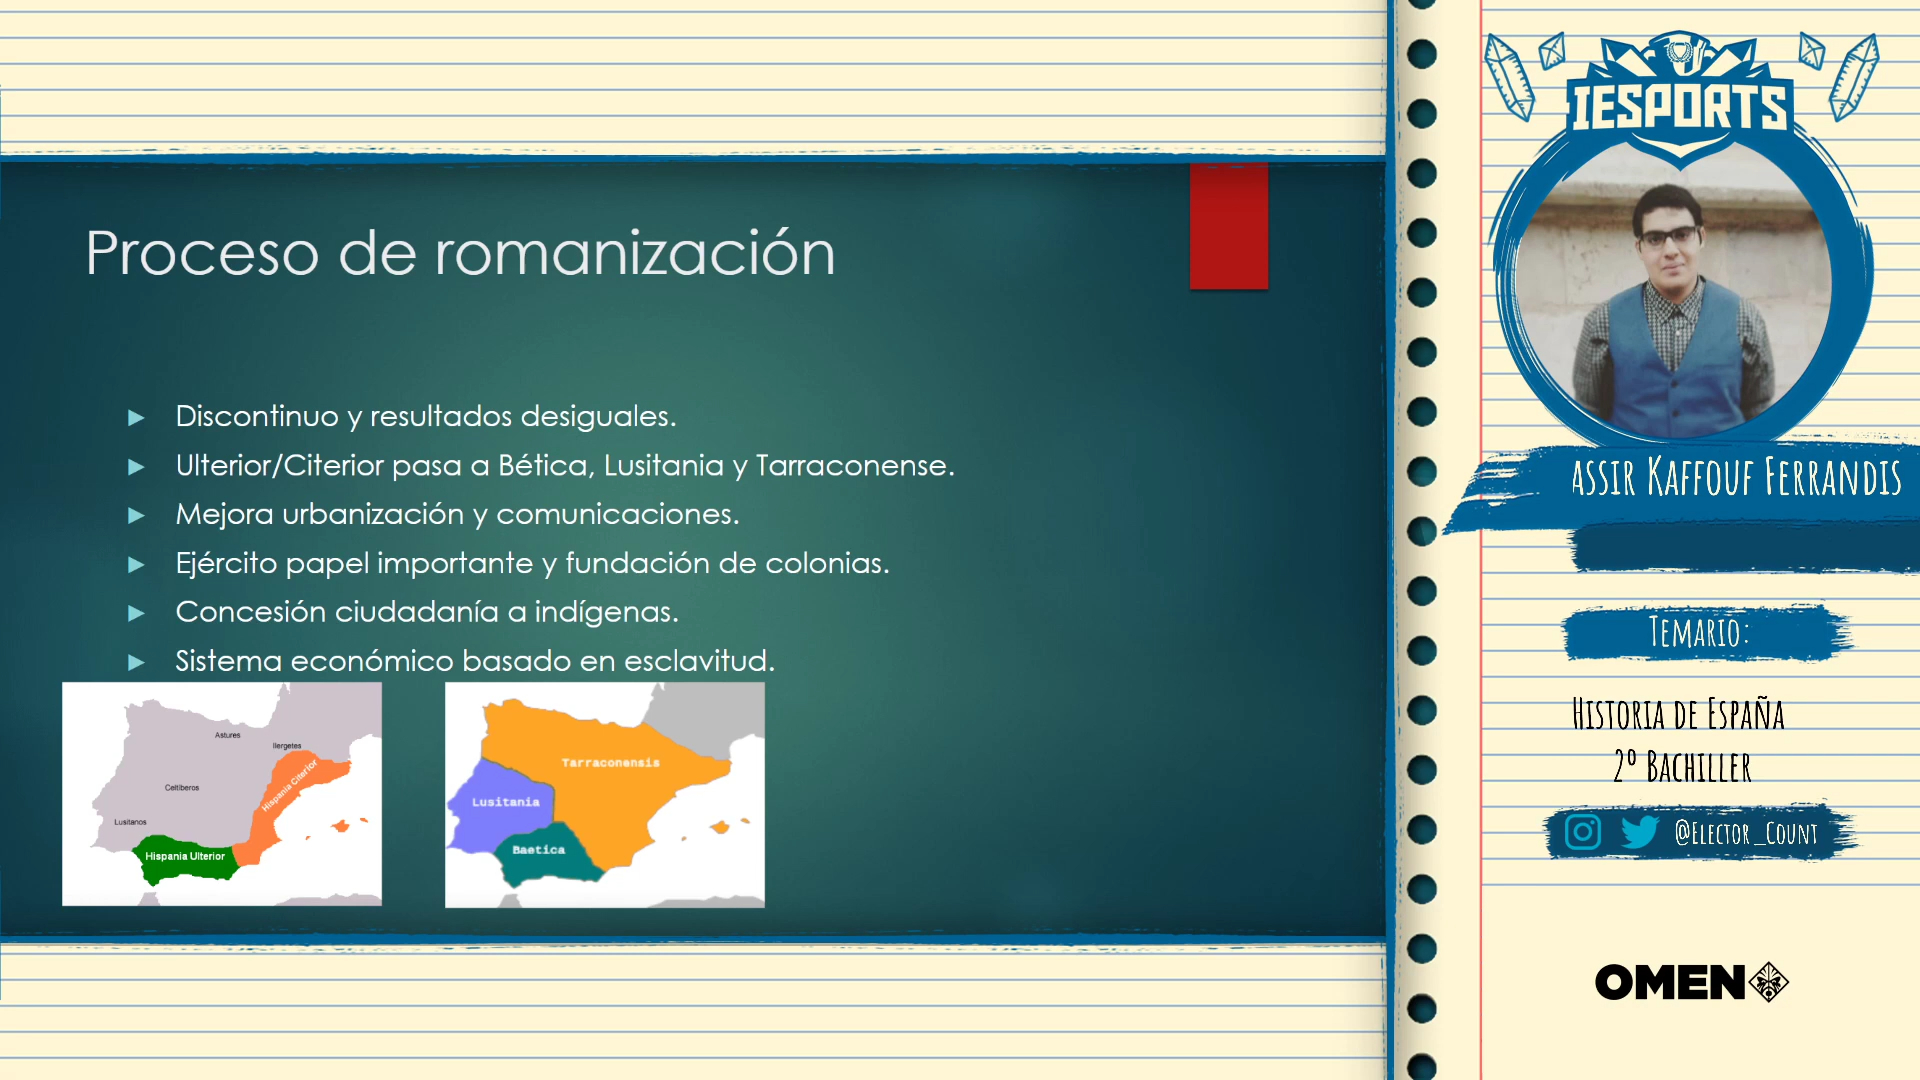 Proceso de romanización
Discontinuo y resultados desiguales.
Ulterior/Citerior pasa a Bética, Lusitania y Tarraconense.
Mejora urbanización y comunicaciones.
Ejército papel importante y fundación de colonias.
Concesión ciudadanía a indígenas.
Sistema económico basado en esclavitud.
Astures
Ilergetes
Hispania Citerior
Celtíberos
Lusitanos
Hispania Ulterior
Tarraconensis
Lusitania
Baetica
IESPORTS
ASSIR KAFFOUF FERRANDIS
TEMARIO:
HISTORIA DE ESPAÑA
2º BACHILLER
@ELECTOR_COUNT
OMEN